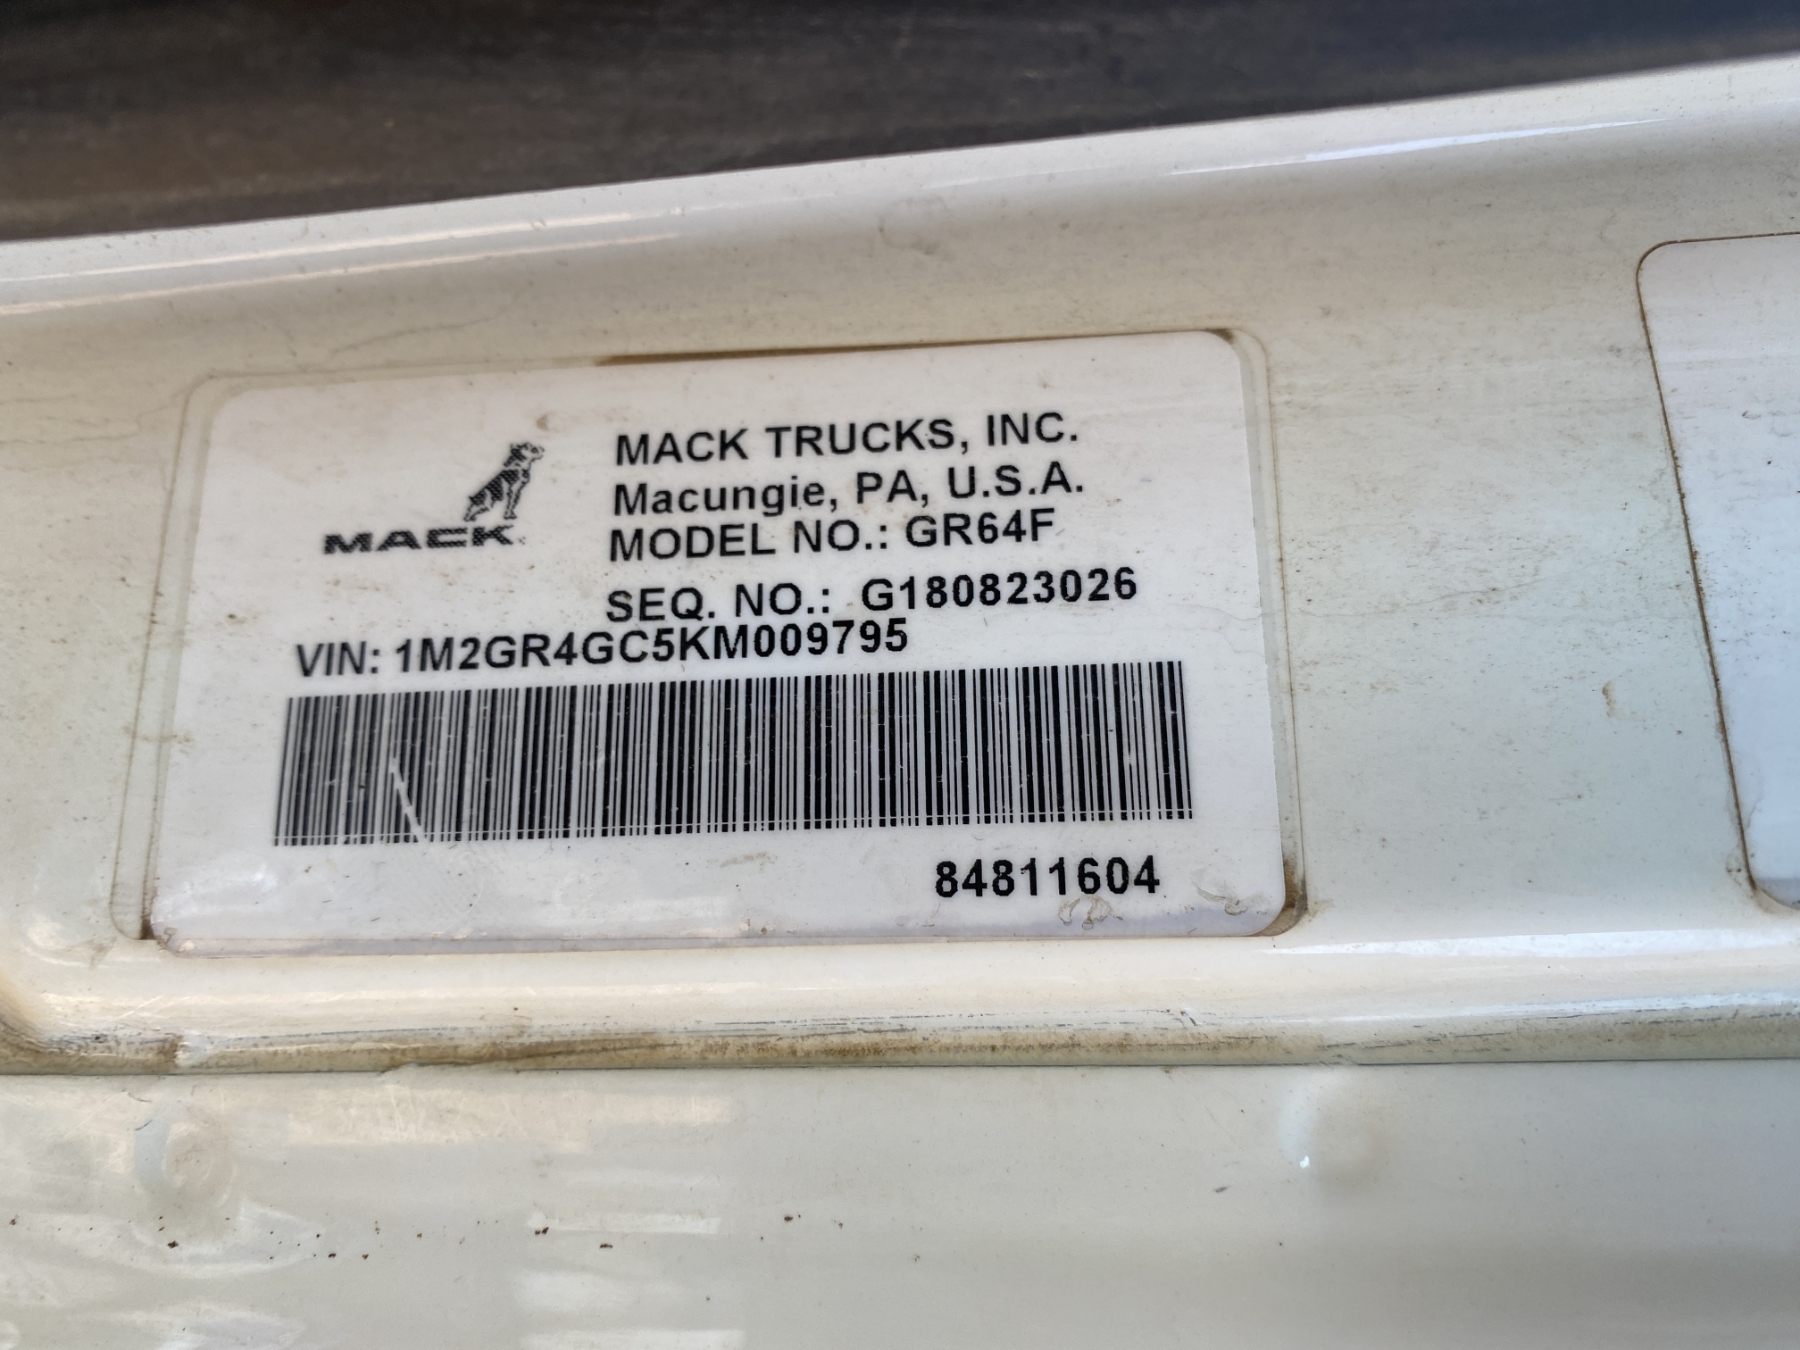 MACK TRUCKS, INC.
Macungie, PA, U.S.A.
MACK
MODEL NO.: GR64F
SEQ. NO.: G180823026
VIN: 1M2GR4GC5KM009795
84811604